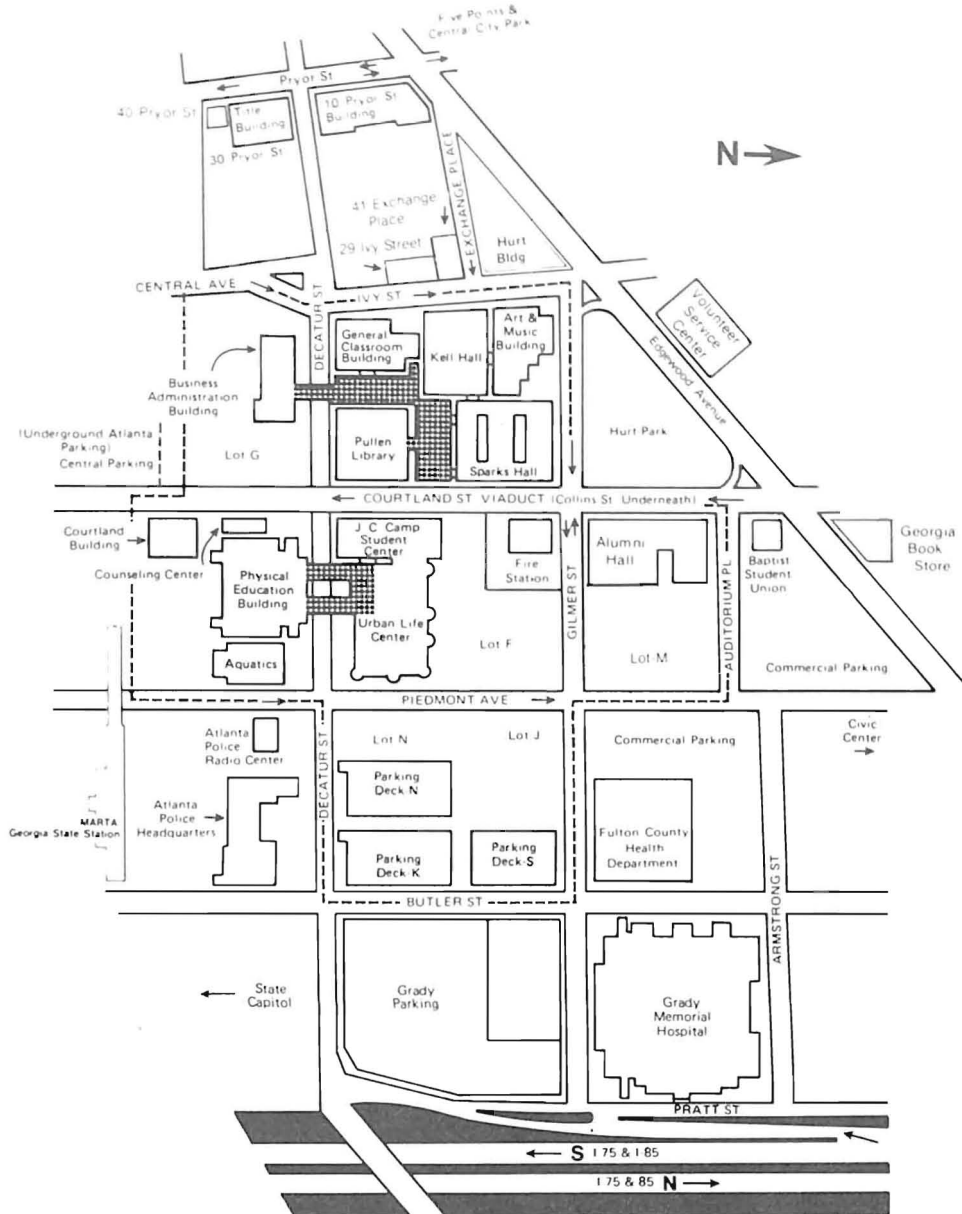 Five Points &
Central City Park
Pryor St
40 Pryor St
Title
Building
10 Pryor St
Building
30 Pryor St
N
EXCHANGE PLACE
41 Exchange
Place
29 Ivy Street
Hurt
Bldg
CENTRAL AVE
IVY ST
DECATUR ST
Volunteer
Service
Center
General
Classroom
Building
Kell Hall
Art &
Music
Building
Edgewood Avenue
Business
Administration
Building
(Underground Atlanta
Parking)
Central Parking
Lot G
Pullen
Library
Sparks Hall
Hurt Park
COURTLAND ST. VIADUCT (Collins St. Underneath)
Courtland
Building
Counseling Center
J C Camp
Student
Center
Fire
Station
Alumni
Hall
Baptist
Student
Union
Georgia
Book
Store
Physical
Education
Building
Urban Life
Center
GILMER ST
AUDITORIUM PL
Lot F
Lot M
Aquatics
Commercial Parking
PIEDMONT AVE
Atlanta
Police
Radio Center
DECATUR ST
Lot N
Lot J
Commercial Parking
Civic
Center
Parking
Deck-N
MARTA
Georgia State Station
Atlanta
Police
Headquarters
Parking
Deck-K
Parking
Deck-S
Fulton County
Health
Department
BUTLER ST
ARMSTRONG ST
State
Capitol
Grady
Parking
Grady
Memorial
Hospital
PRATT ST
S I-75 & I-85
I-75 & 85 N